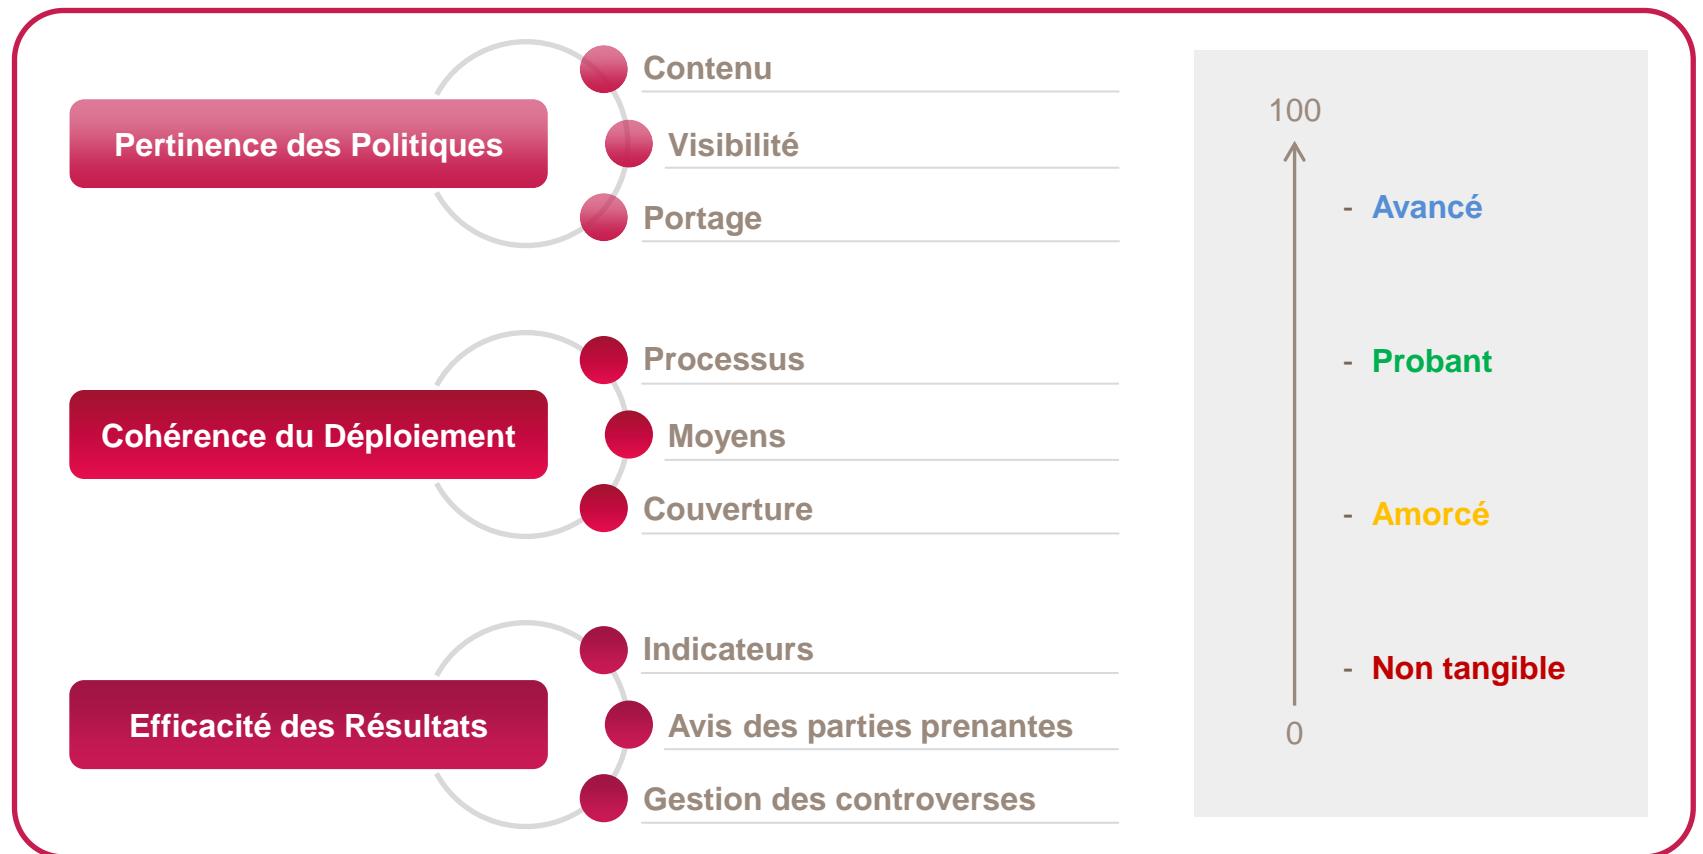 Pertinence des Politiques
Contenu
Visibilité
Portage
Cohérence du Déploiement
Processus
Moyens
Couverture
Efficacité des Résultats
Indicateurs
Avis des parties prenantes
Gestion des controverses
100
- Avancé
- Probant
- Amorcé
- Non tangible
0